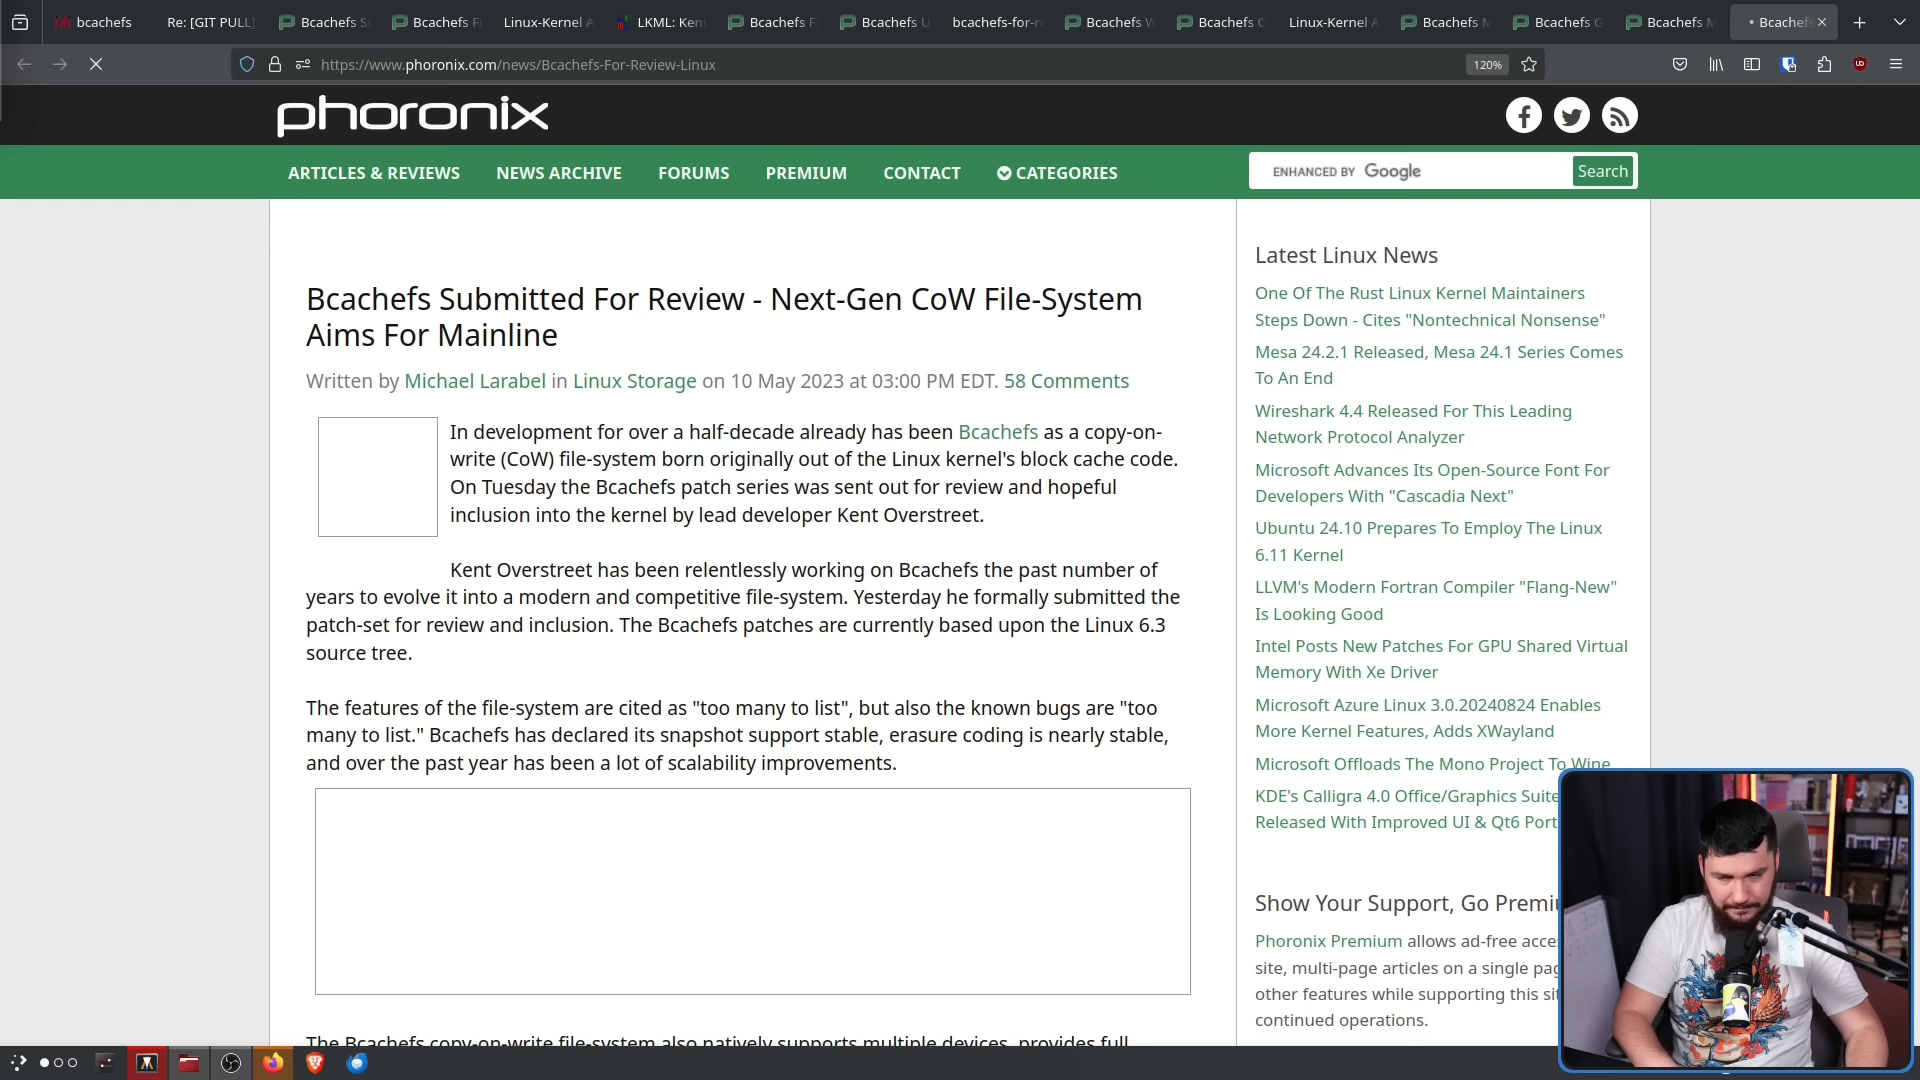 bcachefs
Re: [GIT PULL]
Bcachefs
Bcachefs
Linux-Kernel
LKML: Ken
Bcachefs
Bcachefs
bcachefs-for-r
Bcachefs
Bcachefs
Linux-Kernel
Bcachefs
Bcachefs
Bcachefs
Bcachef
https://www.phoronix.com/news/Bcachefs-For-Review-Linux
120%
phoronix
ARTICLES & REVIEWS
NEWS ARCHIVE
FORUMS
PREMIUM
CONTACT
CATEGORIES
ENHANCED BY Google
Search
Bcachefs Submitted For Review - Next-Gen CoW File-System
Aims For Mainline
Written by Michael Larabel in Linux Storage on 10 May 2023 at 03:00 PM EDT. 58 Comments
In development for over a half-decade already has been Bcachefs as a copy-on-
write (CoW) file-system born originally out of the Linux kernel's block cache code.
On Tuesday the Bcachefs patch series was sent out for review and hopeful
inclusion into the kernel by lead developer Kent Overstreet.
Kent Overstreet has been relentlessly working on Bcachefs the past number of
years to evolve it into a modern and competitive file-system. Yesterday he formally submitted the
patch-set for review and inclusion. The Bcachefs patches are currently based upon the Linux 6.3
source tree.
The features of the file-system are cited as "too many to list", but also the known bugs are "too
many to list." Bcachefs has declared its snapshot support stable, erasure coding is nearly stable,
and over the past year has been a lot of scalability improvements.
The Bcachefs copy-on-write file-system also natively supports multiple devices, provides full
Latest Linux News
One Of The Rust Linux Kernel Maintainers
Steps Down - Cites "Nontechnical Nonsense"
Mesa 24.2.1 Released, Mesa 24.1 Series Comes
To An End
Wireshark 4.4 Released For This Leading
Network Protocol Analyzer
Microsoft Advances Its Open-Source Font For
Developers With "Cascadia Next"
Ubuntu 24.10 Prepares To Employ The Linux
6.11 Kernel
LLVM's Modern Fortran Compiler "Flang-New"
Is Looking Good
Intel Posts New Patches For GPU Shared Virtual
Memory With Xe Driver
Microsoft Azure Linux 3.0.20240824 Enables
More Kernel Features, Adds XWayland
Microsoft Offloads The Mono Project To Wine
KDE's Calligra 4.0 Office/Graphics Suite
Released With Improved UI & Qt6 Port
Show Your Support, Go Premiu
Phoronix Premium allows ad-free acce
site, multi-page articles on a single pag
other features while supporting this sit
continued operations.